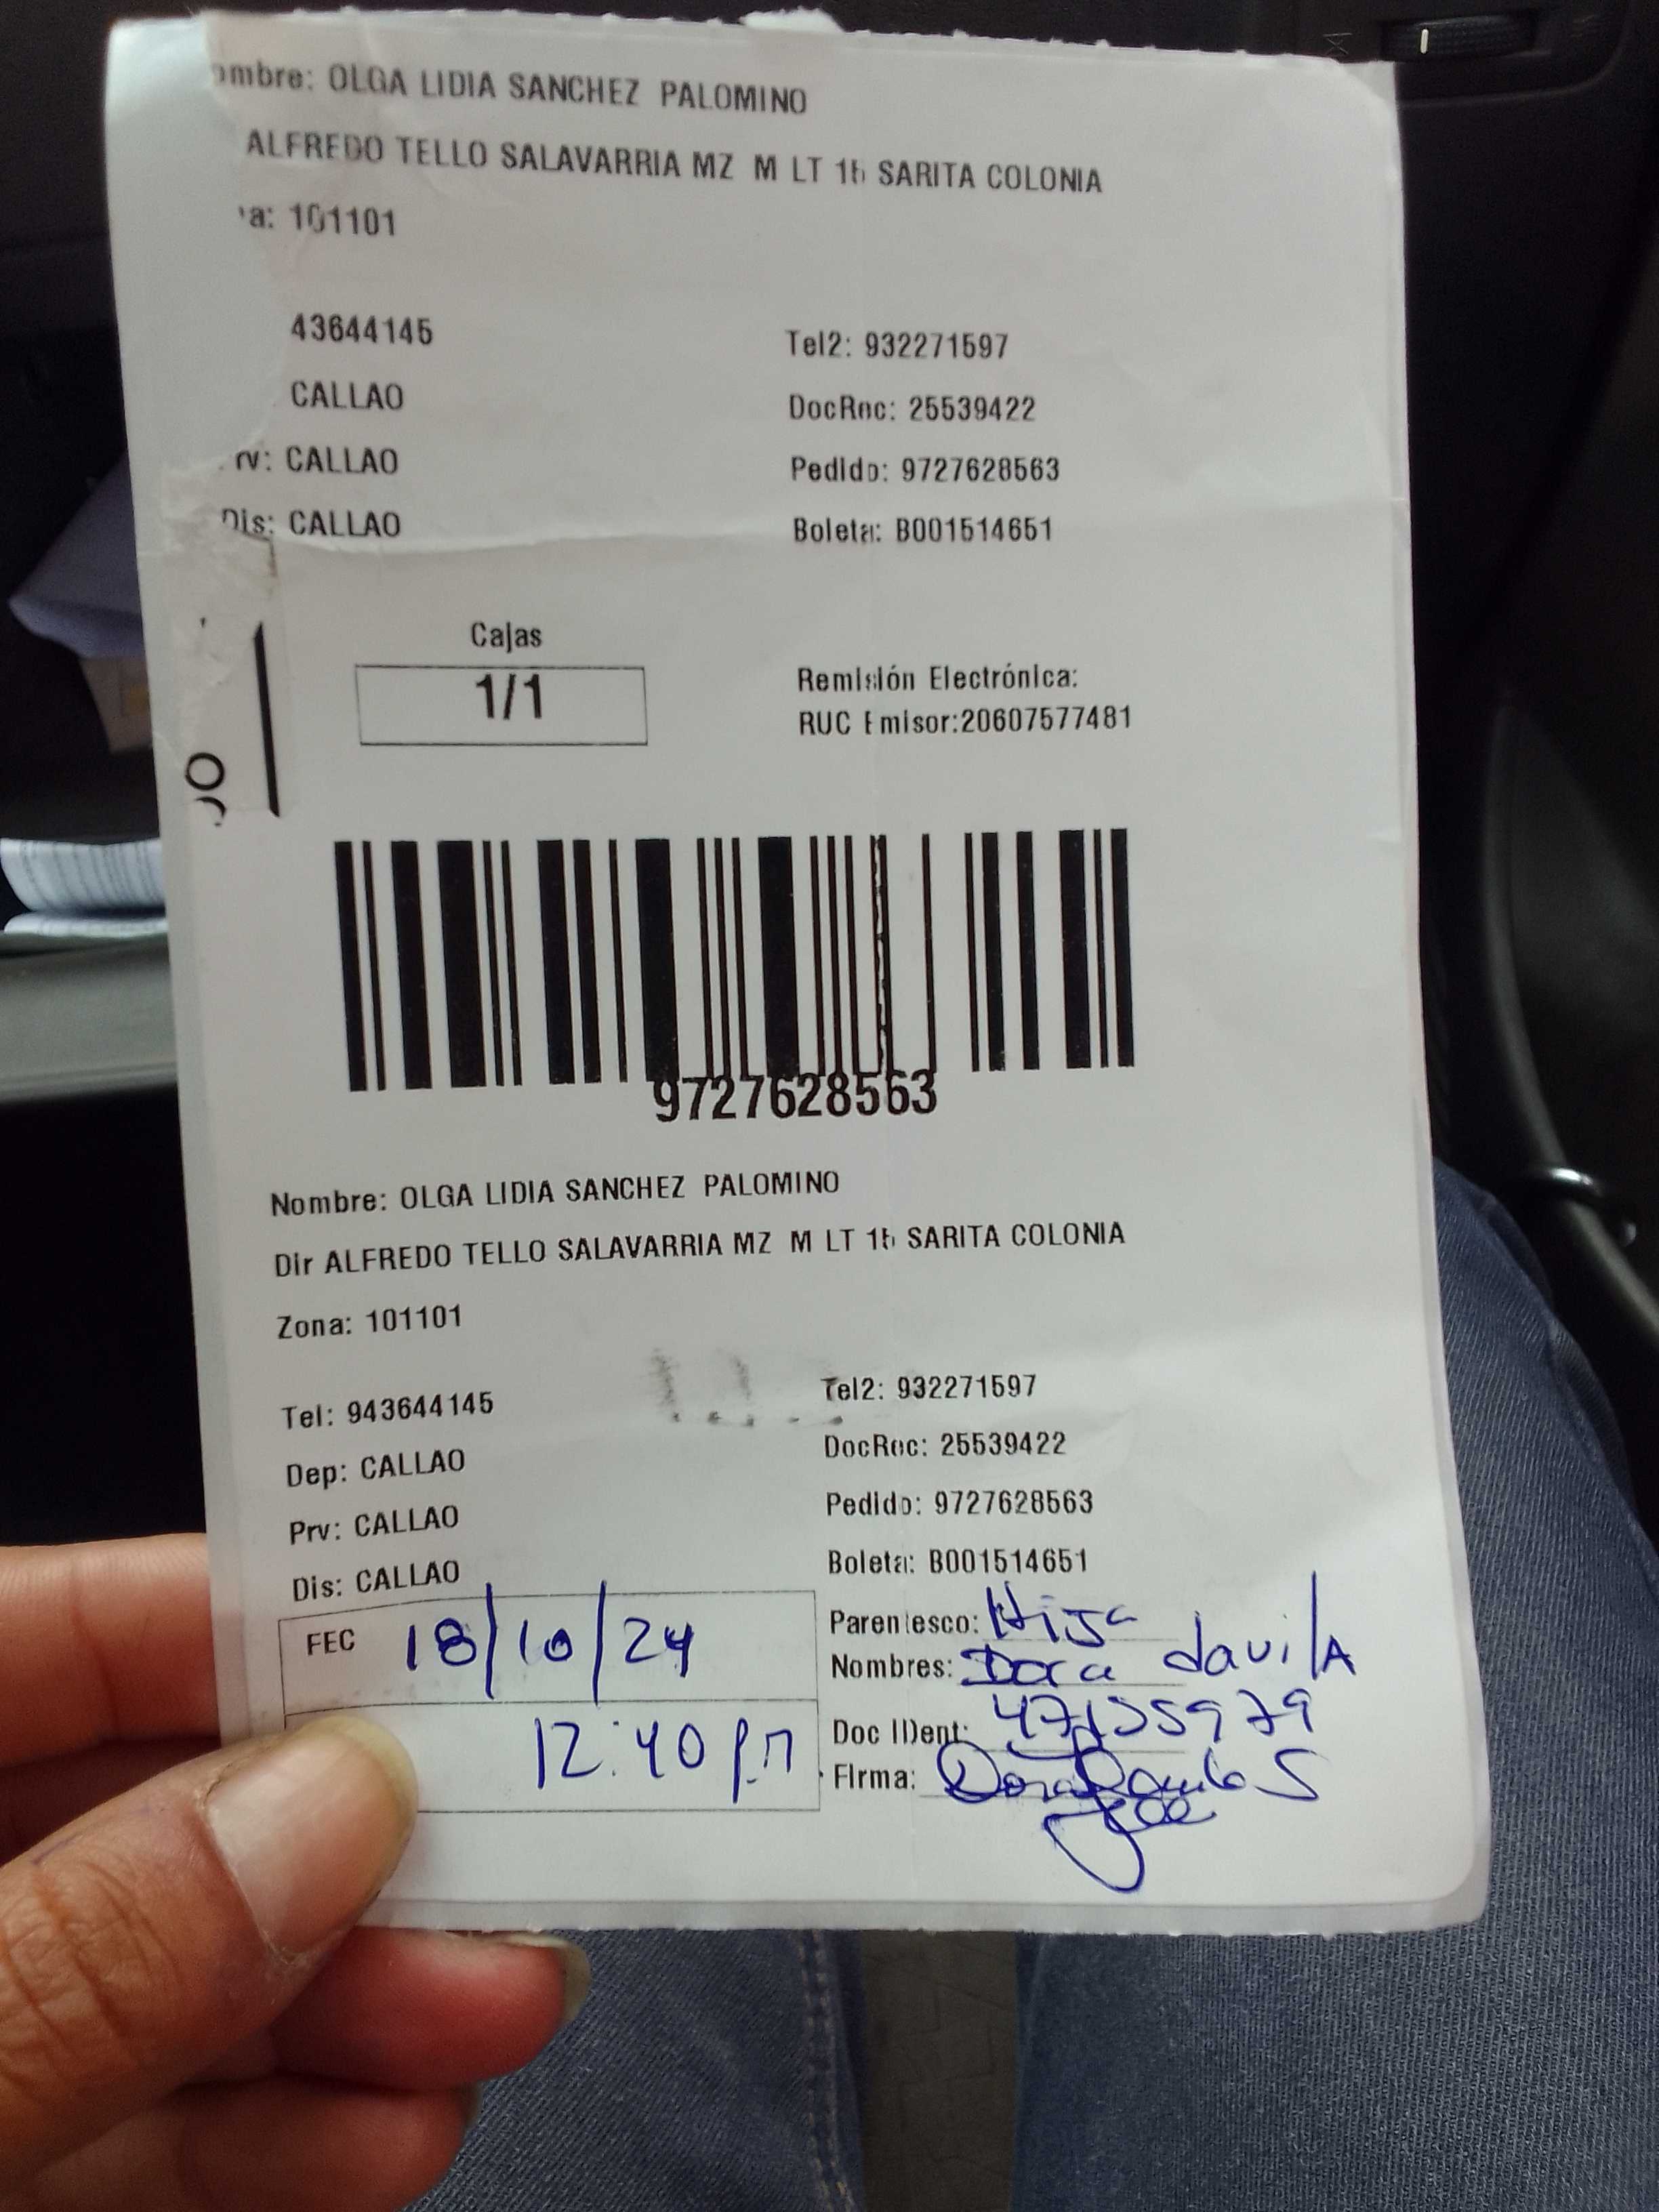 ombre: OLGA LIDIA SANCHEZ PALOMINO
ALFREDO TELLO SALAVARRIA MZ M LT 15 SARITA COLONIA
a: 101101
43644145 Tel2: 932271597
CALLAO DocRec: 25539422
rv: CALLAO Pedido: 9727628563
Dis: CALLAO Boleta: B001514651
Cajas
1/1
Remisión Electrónica:
RUC Emisor:20607577481
or
9727628563
Nombre: OLGA LIDIA SANCHEZ PALOMINO
Dir ALFREDO TELLO SALAVARRIA MZ M LT 15 SARITA COLONIA
Zona: 101101
Tel: 943644145 Tel2: 932271597
Dep: CALLAO DocRec: 25539422
Prv: CALLAO Pedido: 9727628563
Dis: CALLAO Boleta: B001514651
FEC 18/10/24 Parentesco: Hija
Nombres: Dora davilA
12:40 p.m Doc IDent:
Firma: